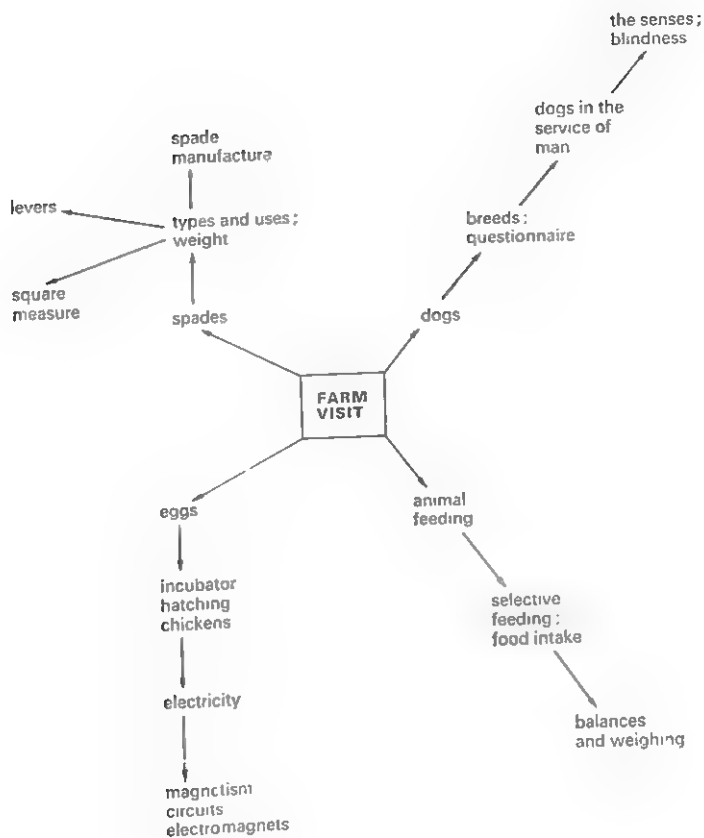 the senses;
blindness
dogs in the
service of
man
spade
manufacture
levers
types and uses;
weight
breeds:
questionnaire
square
measure
spades
dogs
FARM
VISIT
eggs
animal
feeding
incubator
hatching
chickens
selective
feeding:
food intake
electricity
balances
and weighing
magnetism
circuits
electromagnets